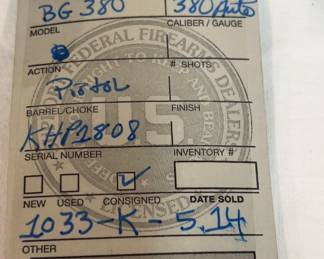 BG 380 380 Auto
MODEL CALIBER / GAUGE
ACTION # SHOTS
Pistol
BARREL/CHOKE FINISH
KHP2808
SERIAL NUMBER INVENTORY #
NEW USED CONSIGNED DATE SOLD
1033-K-5.14
OTHER
FEDERAL FIREARMS DEALER
U.S.
LICENSED